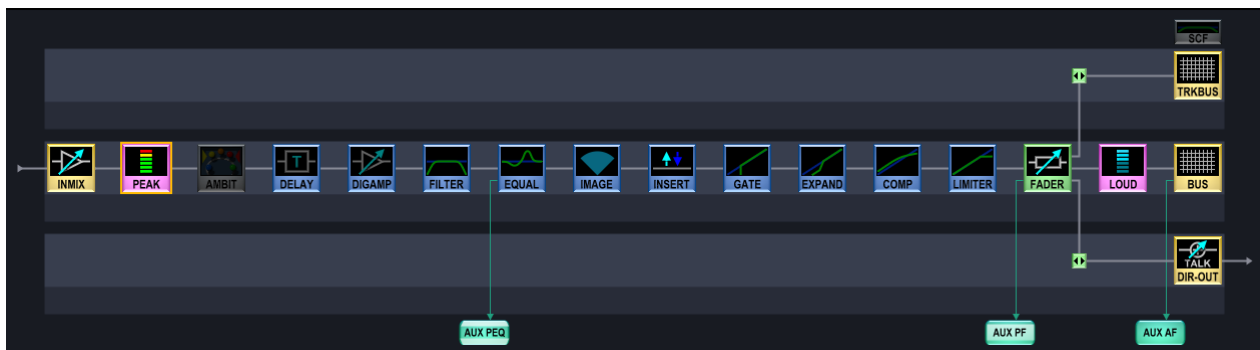 SCF
TRKBUS
INMIX
PEAK
AMBIT
T
DELAY
DIGAMP
FILTER
EQUAL
IMAGE
INSERT
GATE
EXPAND
COMP
LIMITER
FADER
LOUD
BUS
TALK
DIR-OUT
AUX PEQ
AUX PF
AUX AF